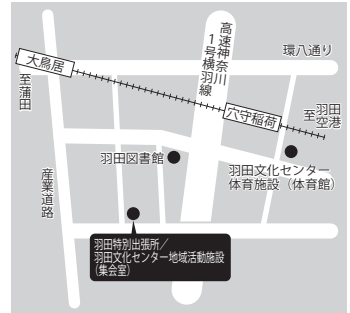 高速神奈川
1号横羽線
環八通り
大鳥居
至蒲田
穴守稲荷
至羽田
空港
羽田図書館
羽田文化センター
体育施設（体育館）
産業道路
羽田特別出張所／
羽田文化センター地域活動施設
（集会室）